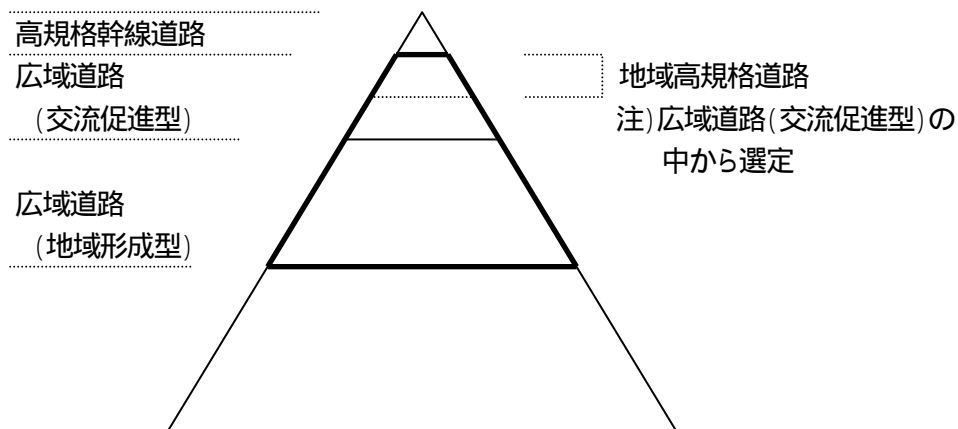 高規格幹線道路
広域道路
(交流促進型)
広域道路
(地域形成型)
地域高規格道路
注)広域道路(交流促進型)の
中から選定